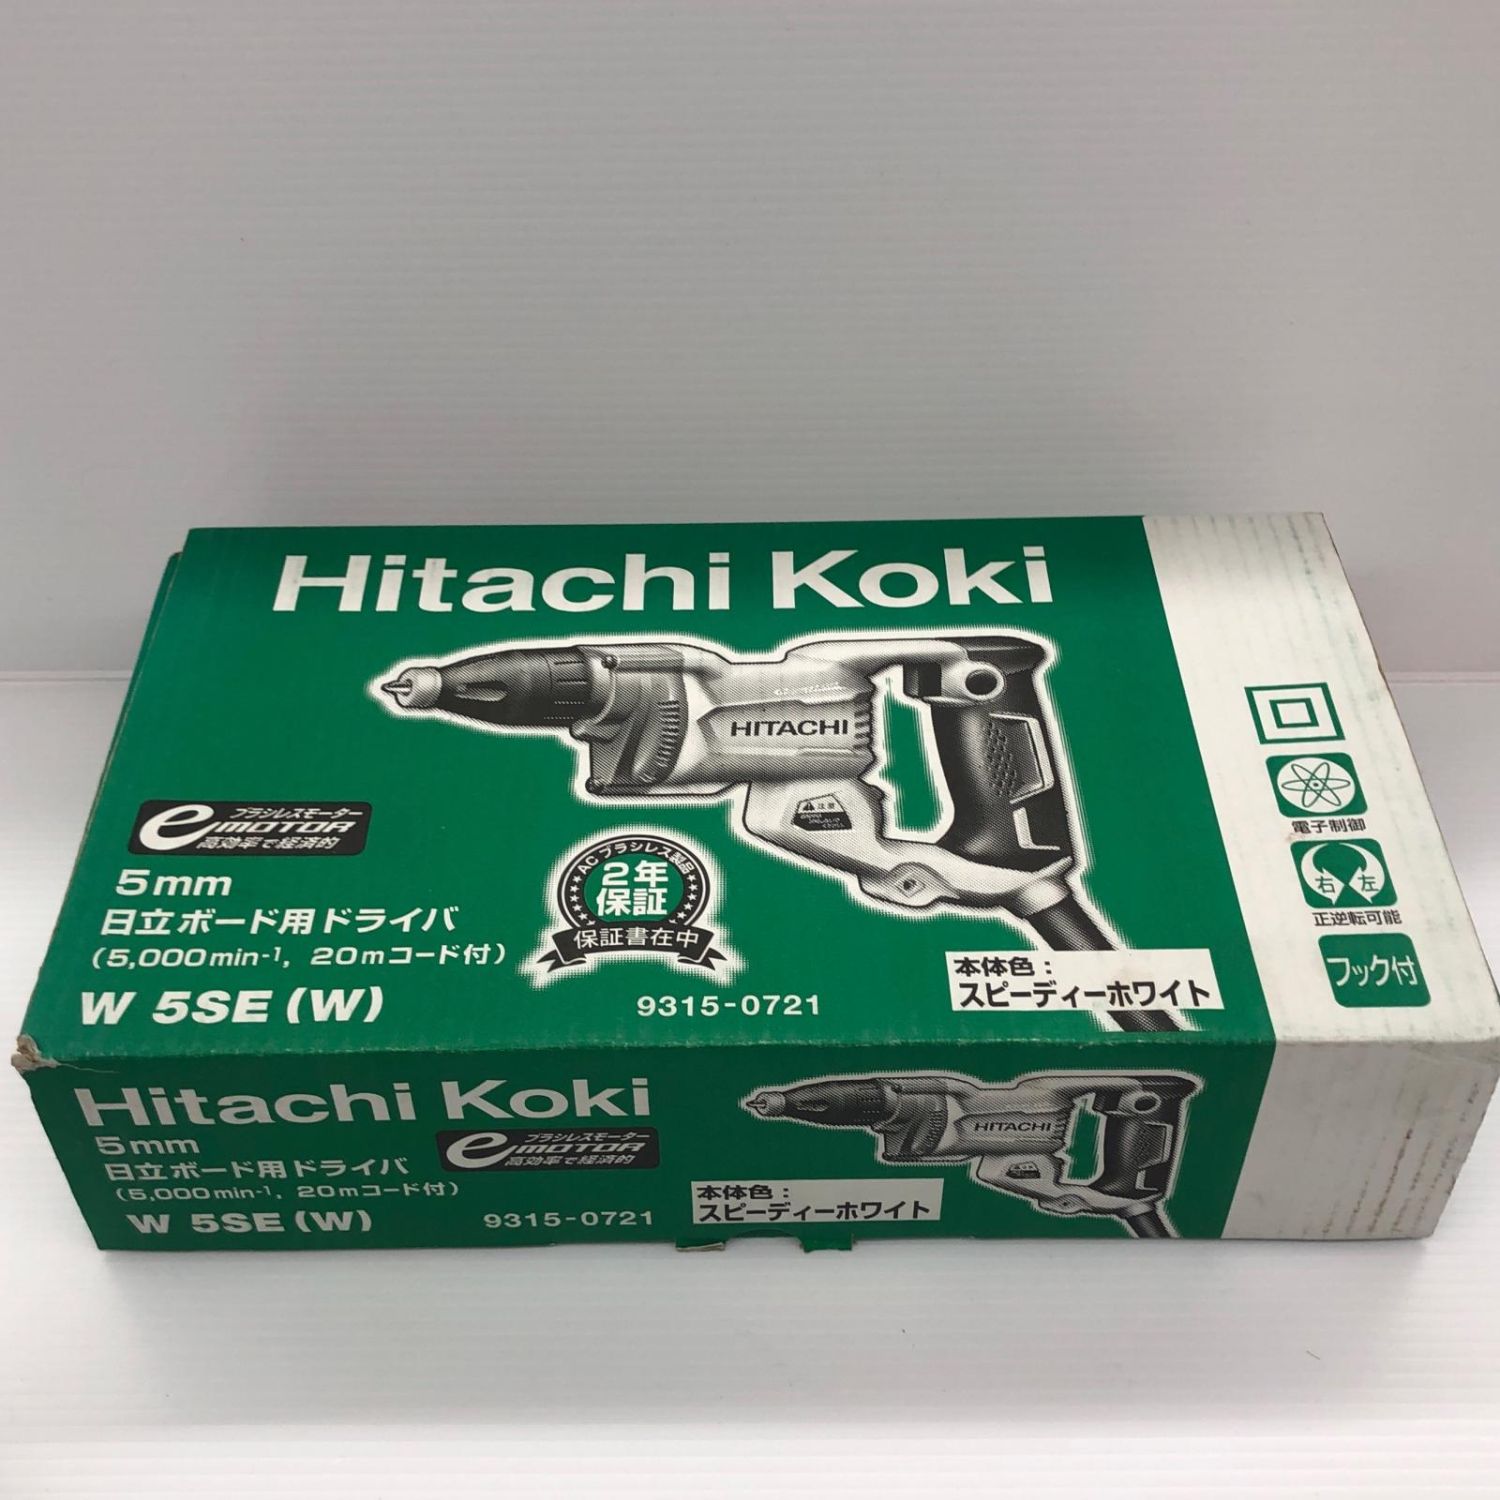 Hitachi Koki
HITACHI
注意
ブラシレスモーター
eMOTOR
高効率で経済的
ACブラシレス製品
2年
保証
保証書在中
5mm
日立ボード用ドライバ
(5,000min-1, 20mコード付)
W 5SE (W)
9315-0721
本体色：
スピーディーホワイト
電子制御
右 左
正逆転可能
フック付
Hitachi Koki
5mm
日立ボード用ドライバ
(5,000min-1, 20mコード付)
W 5SE (W)
ブラシレスモーター
eMOTOR
高効率で経済的
9315-0721
本体色：
スピーディーホワイト
HITACHI